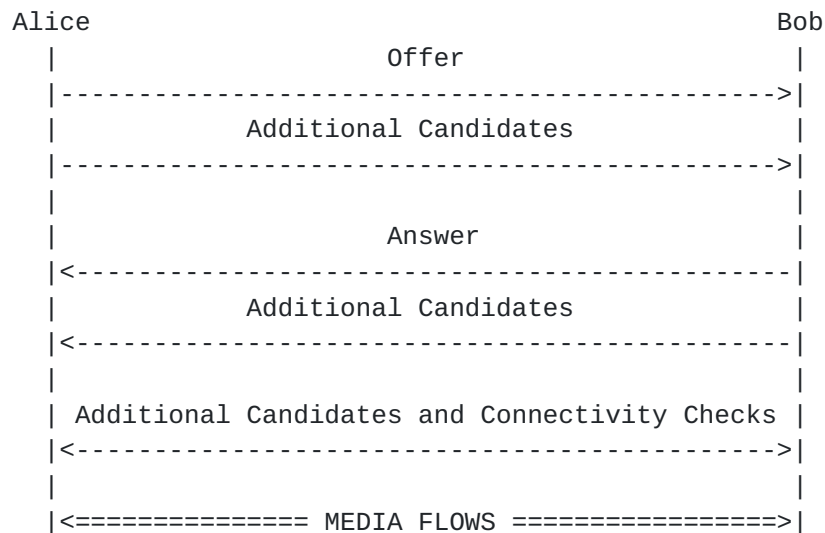 Alice Bob
Offer
Additional Candidates
Answer
Additional Candidates
Additional Candidates and Connectivity Checks
MEDIA FLOWS